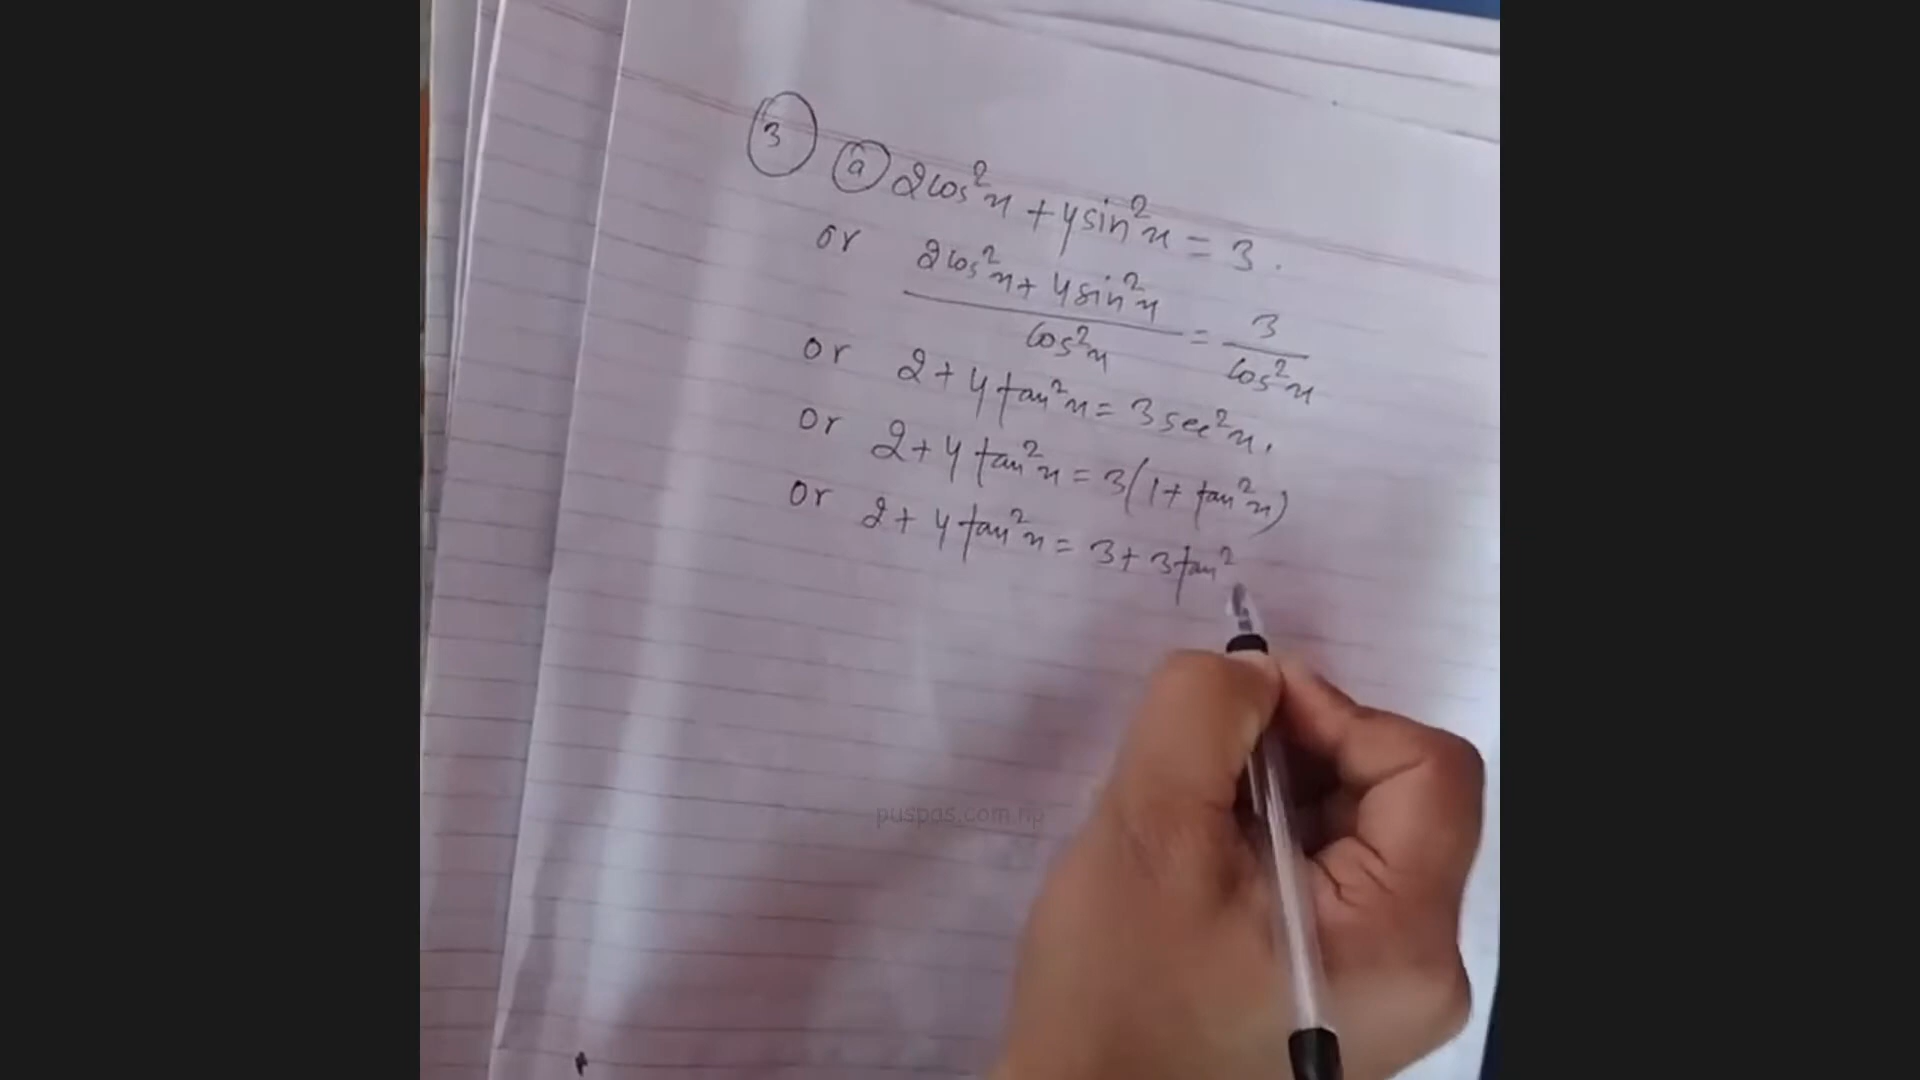 3 a 2cos²x + 4sin²x = 3.
or (2cos²x + 4sin²x)/cos²x = 3/cos²x
or 2 + 4tan²x = 3sec²x.
or 2 + 4tan²x = 3(1 + tan²x)
or 2 + 4tan²x = 3 + 3tan²
puspas.com.np